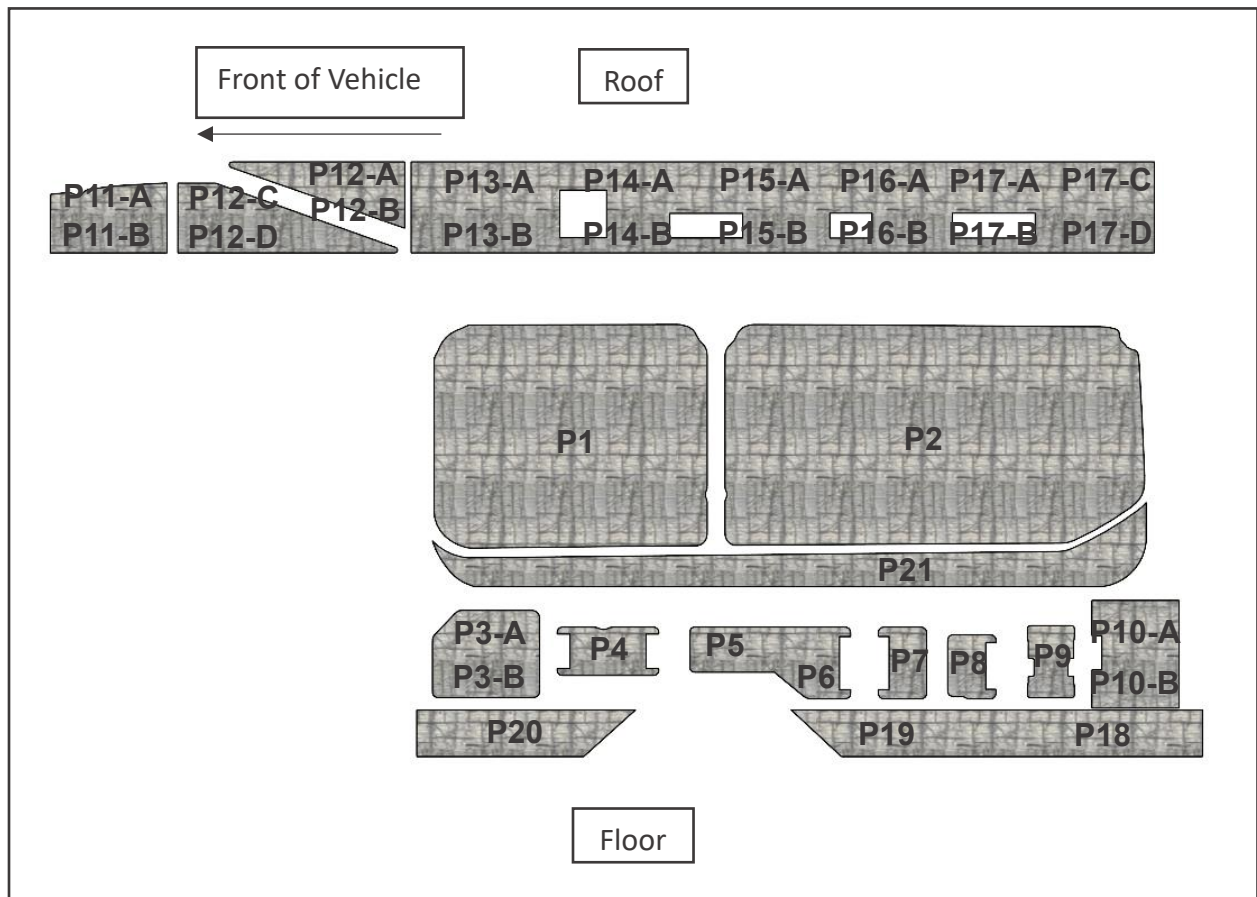 Front of Vehicle
Roof
P11-A
P11-B
P12-C
P12-D
P12-A
P12-B
P13-A P14-A P15-A P16-A P17-A P17-C
P13-B P14-B P15-B P16-B P17-B P17-D
P1
P2
P21
P3-A
P3-B
P4
P5
P6
P7
P8
P9
P10-A
P10-B
P20
P19
P18
Floor